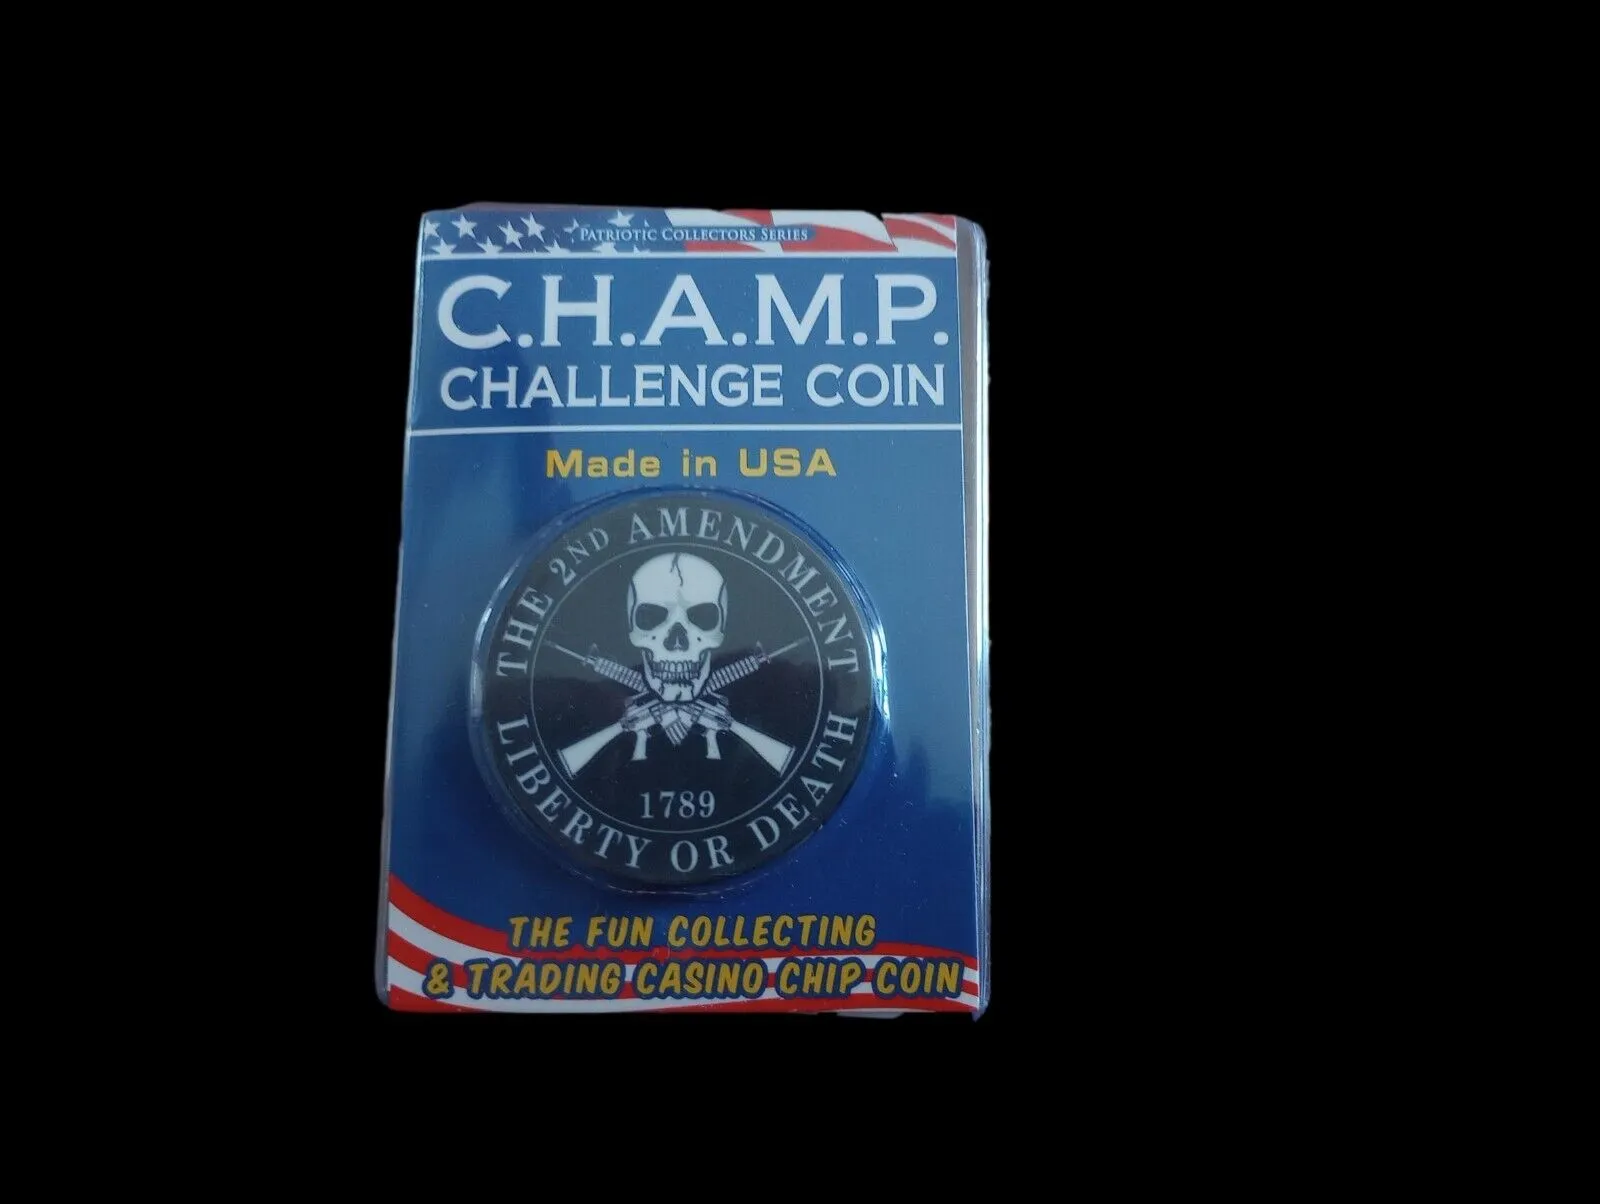 PATRIOTIC COLLECTORS SERIES
C.H.A.M.P.
CHALLENGE COIN
Made in USA
THE 2ND AMENDMENT
1789
LIBERTY OR DEATH
THE FUN COLLECTING
& TRADING CASINO CHIP COIN